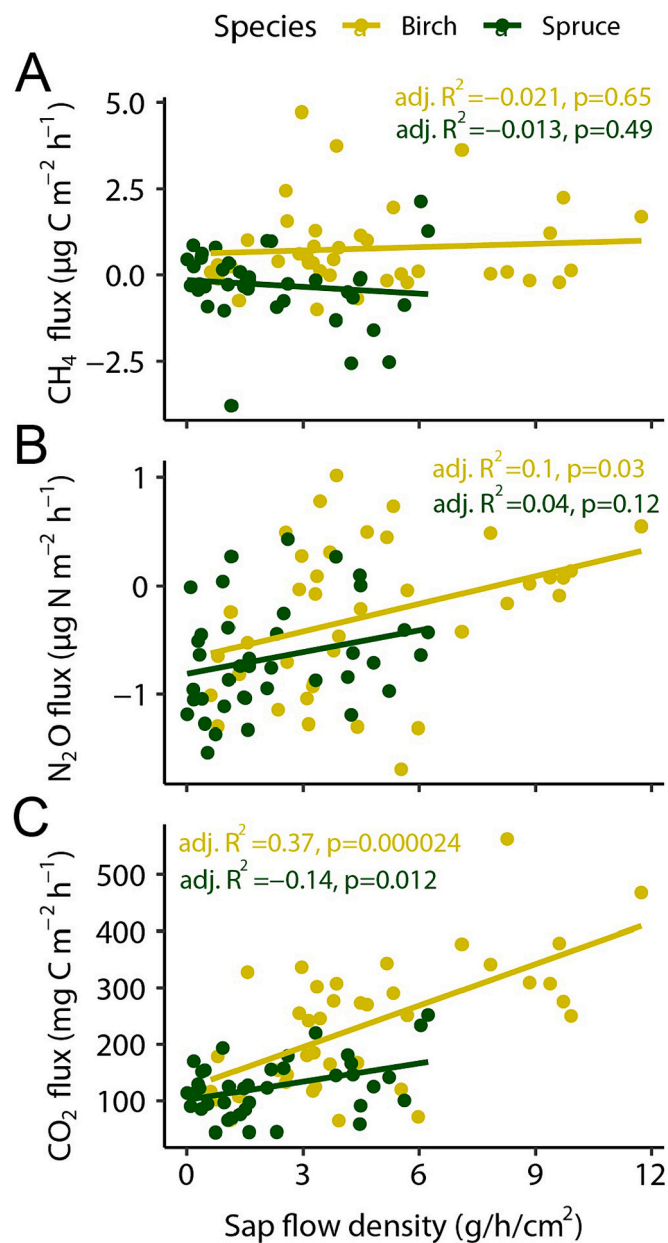 Species a Birch a Spruce
A
adj. R²=−0.021, p=0.65
adj. R²=−0.013, p=0.49
CH₄ flux (µg C m⁻² h⁻¹)
5.0
2.5
0.0
−2.5
B
adj. R²=0.1, p=0.03
adj. R²=0.04, p=0.12
N₂O flux (µg N m⁻² h⁻¹)
1
0
−1
C
adj. R²=0.37, p=0.000024
adj. R²=−0.14, p=0.012
CO₂ flux (mg C m⁻² h⁻¹)
500
400
300
200
100
0 3 6 9 12
Sap flow density (g/h/cm²)